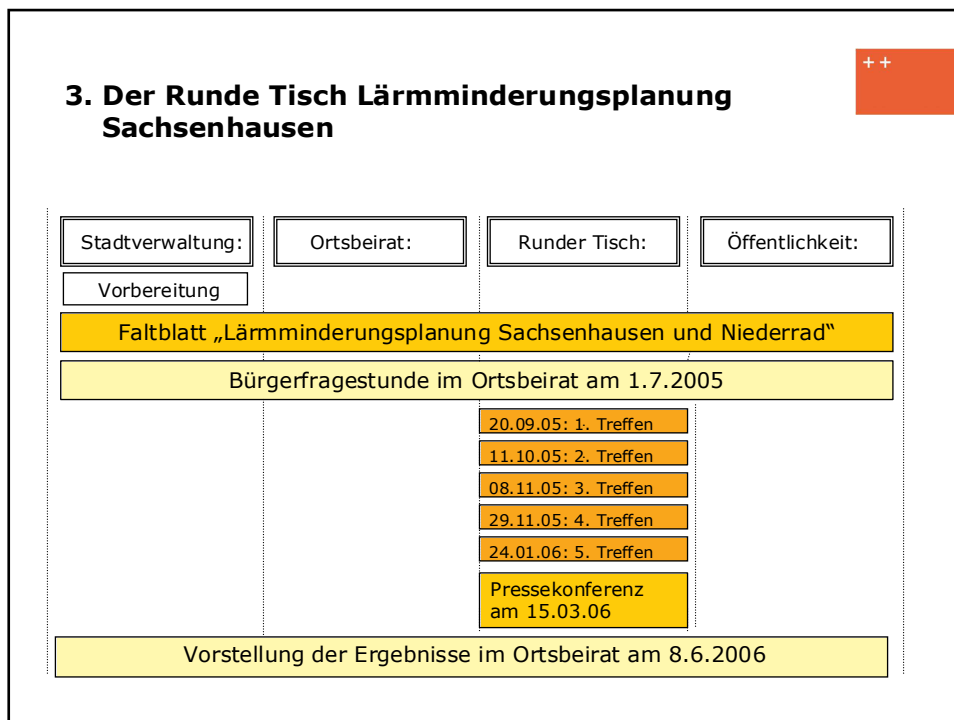 ++
3. Der Runde Tisch Lärmminderungsplanung
Sachsenhausen
Stadtverwaltung:
Ortsbeirat:
Runder Tisch:
Öffentlichkeit:
Vorbereitung
Faltblatt „Lärmminderungsplanung Sachsenhausen und Niederrad“
Bürgerfragestunde im Ortsbeirat am 1.7.2005
20.09.05: 1. Treffen
11.10.05: 2. Treffen
08.11.05: 3. Treffen
29.11.05: 4. Treffen
24.01.06: 5. Treffen
Pressekonferenz
am 15.03.06
Vorstellung der Ergebnisse im Ortsbeirat am 8.6.2006